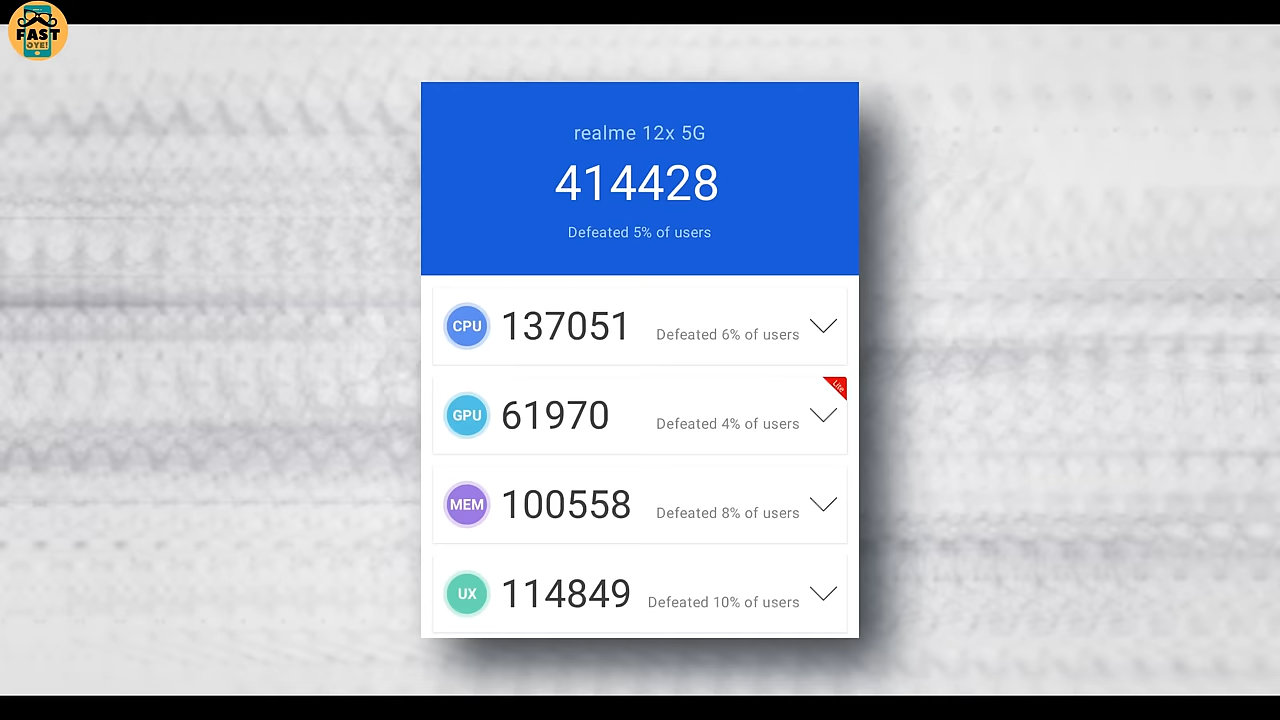 FAST
OYE!
realme 12x 5G
414428
Defeated 5% of users
CPU 137051 Defeated 6% of users
Lite
GPU 61970 Defeated 4% of users
MEM 100558 Defeated 8% of users
UX 114849 Defeated 10% of users